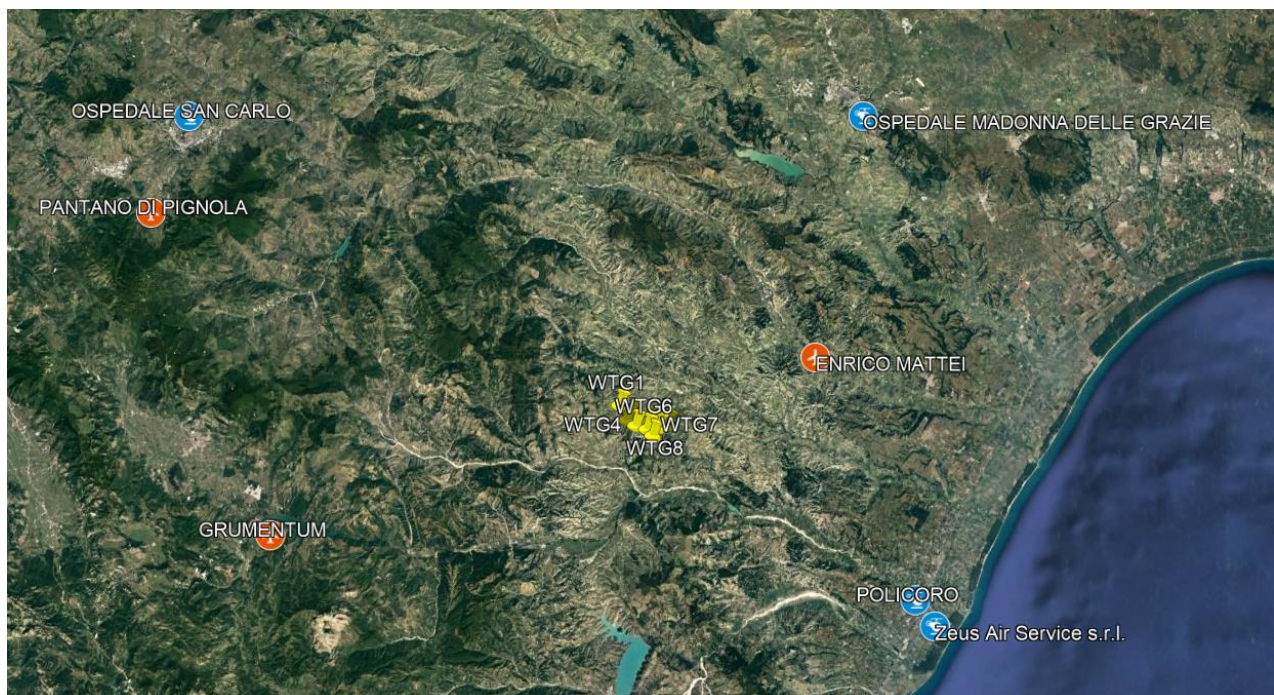 OSPEDALE SAN CARLO
OSPEDALE MADONNA DELLE GRAZIE
PANTANO DI PIGNOLA
ENRICO MATTEI
WTG1
WTG6
WTG4
WTG7
WTG8
GRUMENTUM
POLICORO
Zeus Air Service s.r.l.